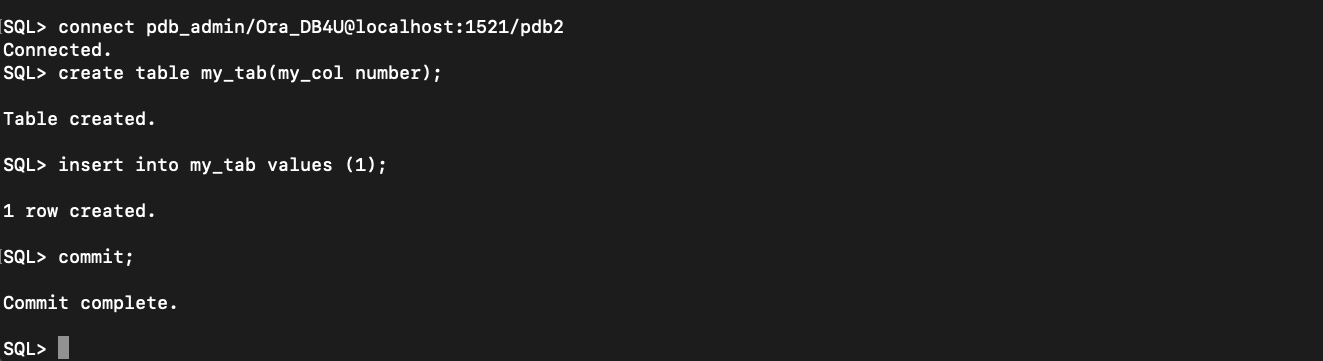 SQL> connect pdb_admin/Ora_DB4U@localhost:1521/pdb2
Connected.
SQL> create table my_tab(my_col number);
Table created.
SQL> insert into my_tab values (1);
1 row created.
SQL> commit;
Commit complete.
SQL>